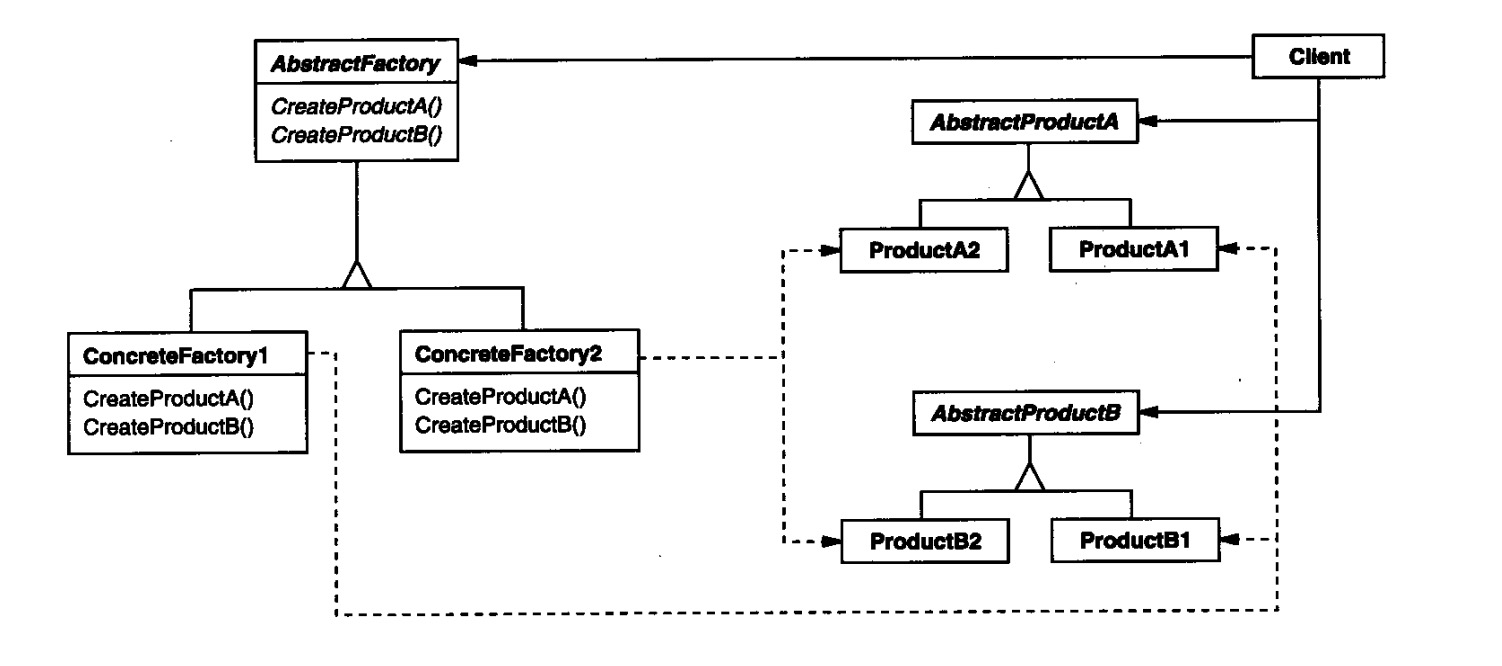 AbstractFactory
CreateProductA()
CreateProductB()
Client
AbstractProductA
ProductA2
ProductA1
ConcreteFactory1
CreateProductA()
CreateProductB()
ConcreteFactory2
CreateProductA()
CreateProductB()
AbstractProductB
ProductB2
ProductB1